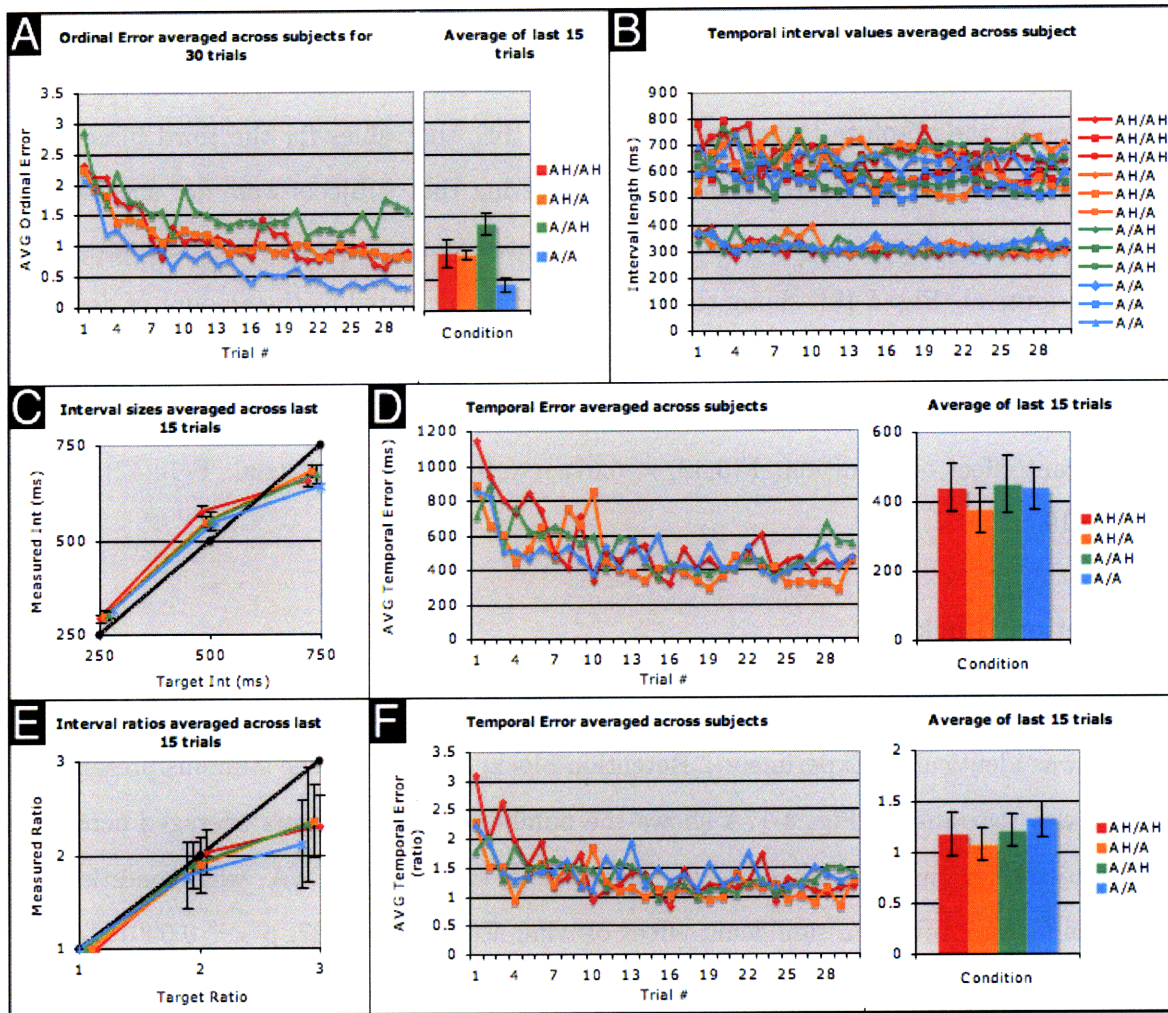 A
Ordinal Error averaged across subjects for
30 trials
Average of last 15
trials
AVG Ordinal Error
3.5
3
2.5
2
1.5
1
0.5
0
1 4 7 10 13 16 19 22 25 28
Trial #
Condition
AH/AH
AH/A
A/AH
A/A
B
Temporal interval values averaged across subject
Interval length (ms)
900
800
700
600
500
400
300
200
100
0
1 4 7 10 13 16 19 22 25 28
AH/AH
AH/AH
AH/AH
AH/A
AH/A
AH/A
A/AH
A/AH
A/AH
A/A
A/A
A/A
C
Interval sizes averaged across last
15 trials
Measured Int (ms)
750
500
250
250 500 750
Target Int (ms)
D
Temporal Error averaged across subjects
AVG Temporal Error (ms)
1200
1000
800
600
400
200
0
1 4 7 10 13 16 19 22 25 28
Trial #
Average of last 15 trials
600
400
200
0
Condition
AH/AH
AH/A
A/AH
A/A
E
Interval ratios averaged across last
15 trials
Measured Ratio
3
2
1
1 2 3
Target Ratio
F
Temporal Error averaged across subjects
AVG Temporal Error
(ratio)
3.5
3
2.5
2
1.5
1
0.5
0
1 4 7 10 13 16 19 22 25 28
Trial #
Average of last 15 trials
2
1.5
1
0.5
0
Condition
AH/AH
AH/A
A/AH
A/A